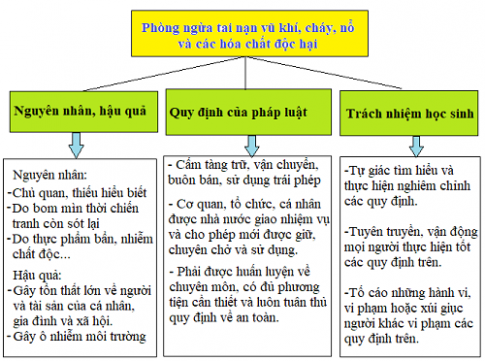 Phòng ngừa tai nạn vũ khí, cháy, nổ
và các hóa chất độc hại
Nguyên nhân, hậu quả
Nguyên nhân:
-Chủ quan, thiếu hiểu biết
-Do bom mìn thời chiến
tranh còn sót lại
-Do thực phẩm bẩn, nhiễm
chất độc...
Hậu quả:
-Gây tổn thất lớn về người
và tài sản của cá nhân,
gia đình và xã hội.
-Gây ô nhiễm môi trường
Quy định của pháp luật
- Cấm tàng trữ, vận chuyển,
buôn bán, sử dụng trái phép
- Cơ quan, tổ chức, cá nhân
được nhà nước giao nhiệm vụ
và cho phép mới được giữ,
chuyên chở và sử dụng.
- Phải được huấn luyện về
chuyên môn, có đủ phương
tiện cần thiết và luôn tuân thủ
quy định về an toàn.
Trách nhiệm học sinh
-Tự giác tìm hiểu và
thực hiện nghiêm chỉnh
các quy định.
-Tuyên truyền, vận động
mọi người thực hiện tốt
các quy định trên.
-Tố cáo những hành vi, vi
phạm hoặc xúi giục
người khác vi phạm các
quy định trên.